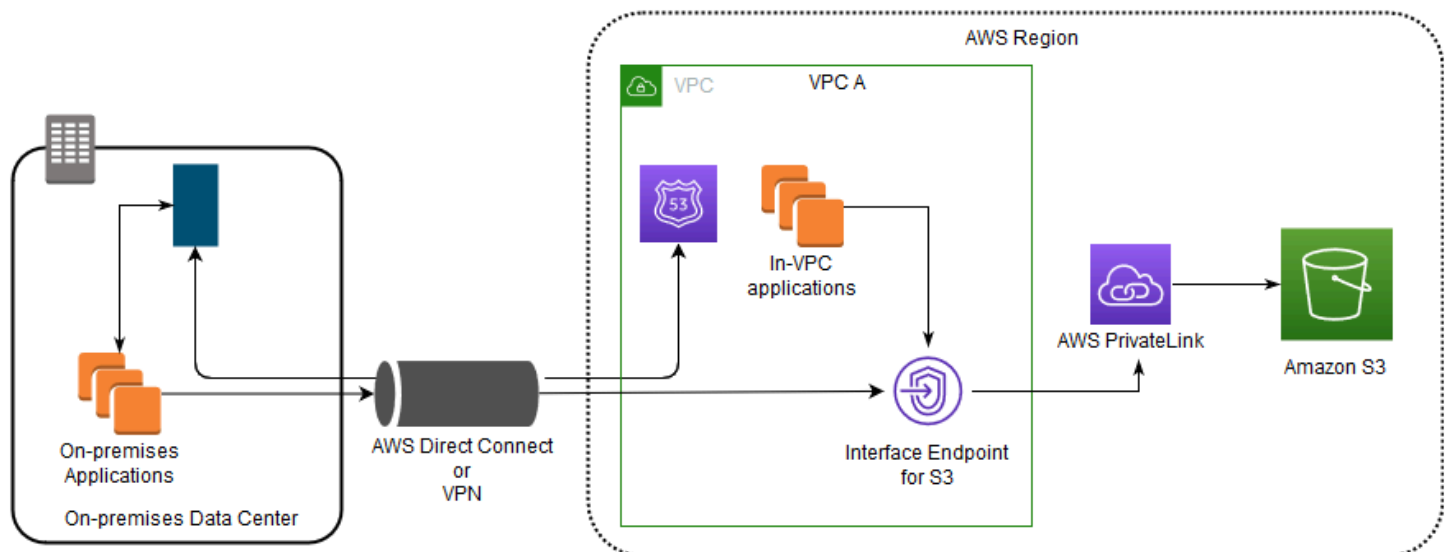 AWS Region
VPC
VPC A
53
In-VPC
applications
AWS PrivateLink
Amazon S3
On-premises
Applications
AWS Direct Connect
or
VPN
Interface Endpoint
for S3
On-premises Data Center